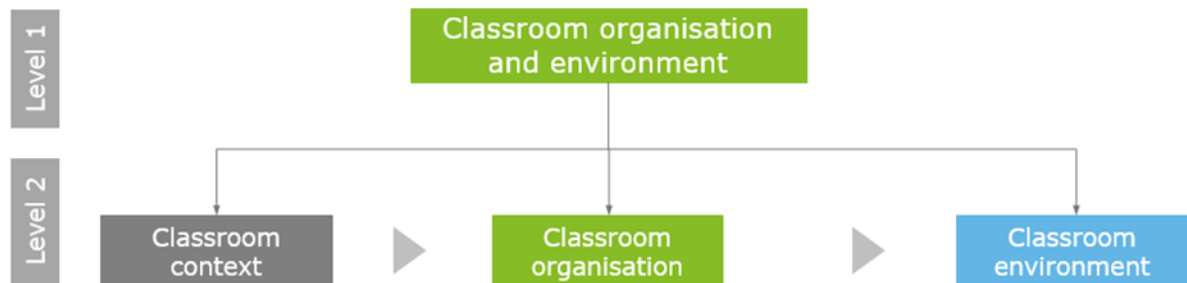 Level 1
Classroom organisation
and environment
Level 2
Classroom
context
Classroom
organisation
Classroom
environment